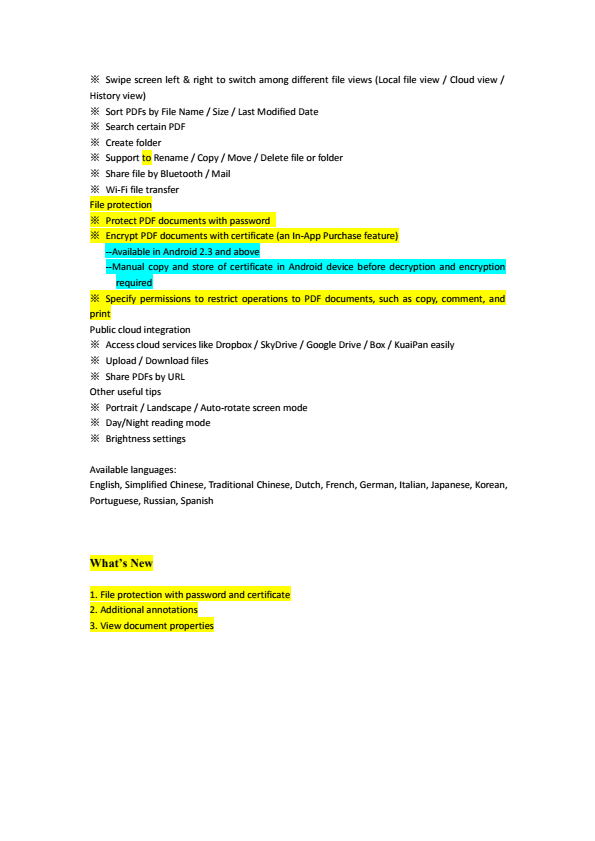 ※ Swipe screen left & right to switch among different file views (Local file view / Cloud view /
History view)
※ Sort PDFs by File Name / Size / Last Modified Date
※ Search certain PDF
※ Create folder
※ Support to Rename / Copy / Move / Delete file or folder
※ Share file by Bluetooth / Mail
※ Wi-Fi file transfer
File protection
※ Protect PDF documents with password
※ Encrypt PDF documents with certificate (an In-App Purchase feature)
--Available in Android 2.3 and above
--Manual copy and store of certificate in Android device before decryption and encryption
required
※ Specify permissions to restrict operations to PDF documents, such as copy, comment, and
print
Public cloud integration
※ Access cloud services like Dropbox / SkyDrive / Google Drive / Box / KuaiPan easily
※ Upload / Download files
※ Share PDFs by URL
Other useful tips
※ Portrait / Landscape / Auto-rotate screen mode
※ Day/Night reading mode
※ Brightness settings
Available languages:
English, Simplified Chinese, Traditional Chinese, Dutch, French, German, Italian, Japanese, Korean,
Portuguese, Russian, Spanish
What's New
1. File protection with password and certificate
2. Additional annotations
3. View document properties